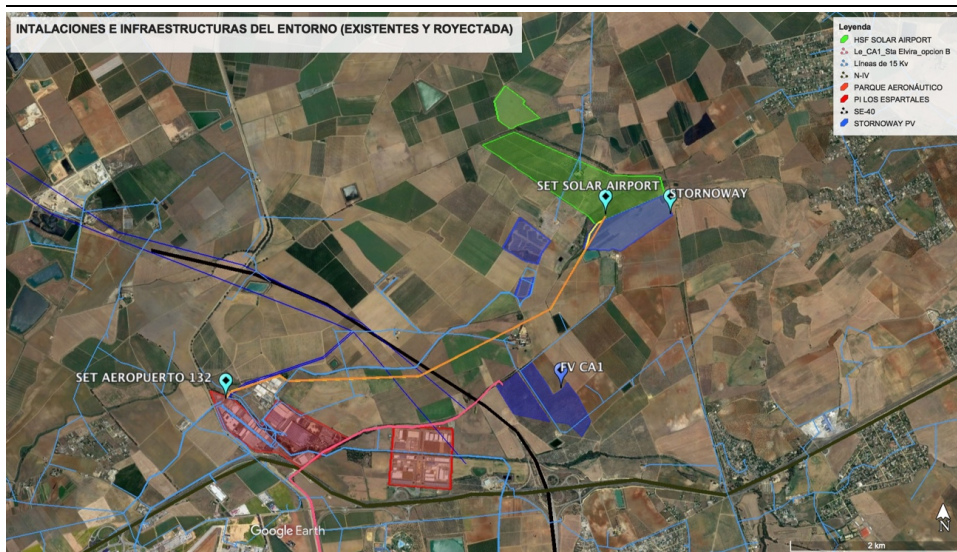 INTALACIONES E INFRAESTRUCTURAS DEL ENTORNO (EXISTENTES Y ROYECTADA)
Leyenda
HSF SOLAR AIRPORT
Le_CA1_Sta Elvira_opcion B
Líneas de 15 Kv
N-IV
PARQUE AERONÁUTICO
PI LOS ESPARTALES
SE-40
STORNOWAY PV
SET SOLAR AIRPORT
STORNOWAY
FV CA1
SET AEROPUERTO 132
Google Earth
N
2 km